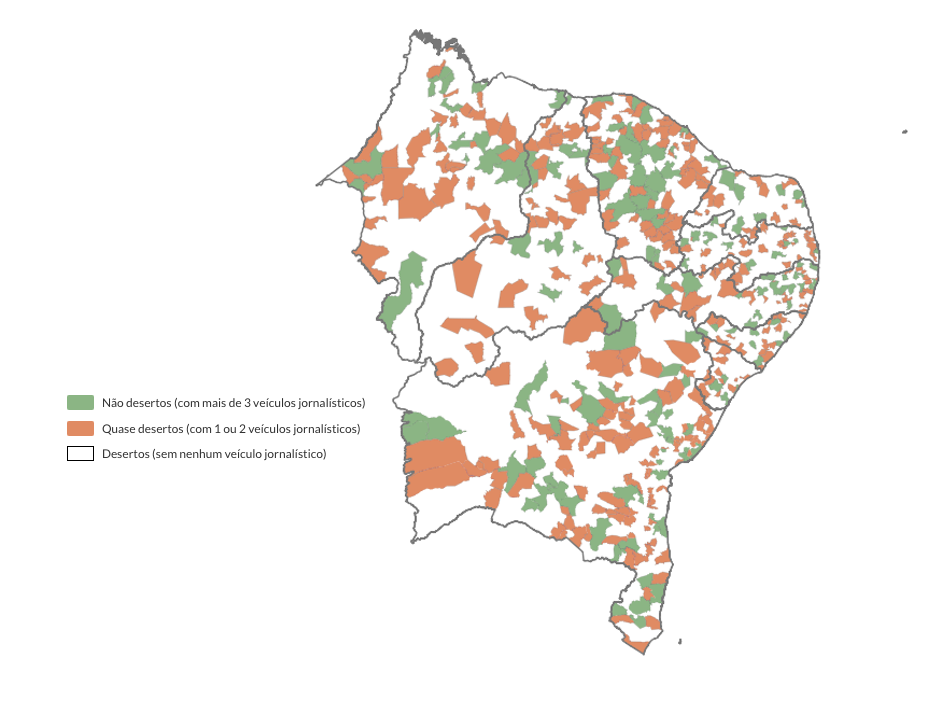 Não desertos (com mais de 3 veículos jornalísticos)
Quase desertos (com 1 ou 2 veículos jornalísticos)
Desertos (sem nenhum veículo jornalístico)